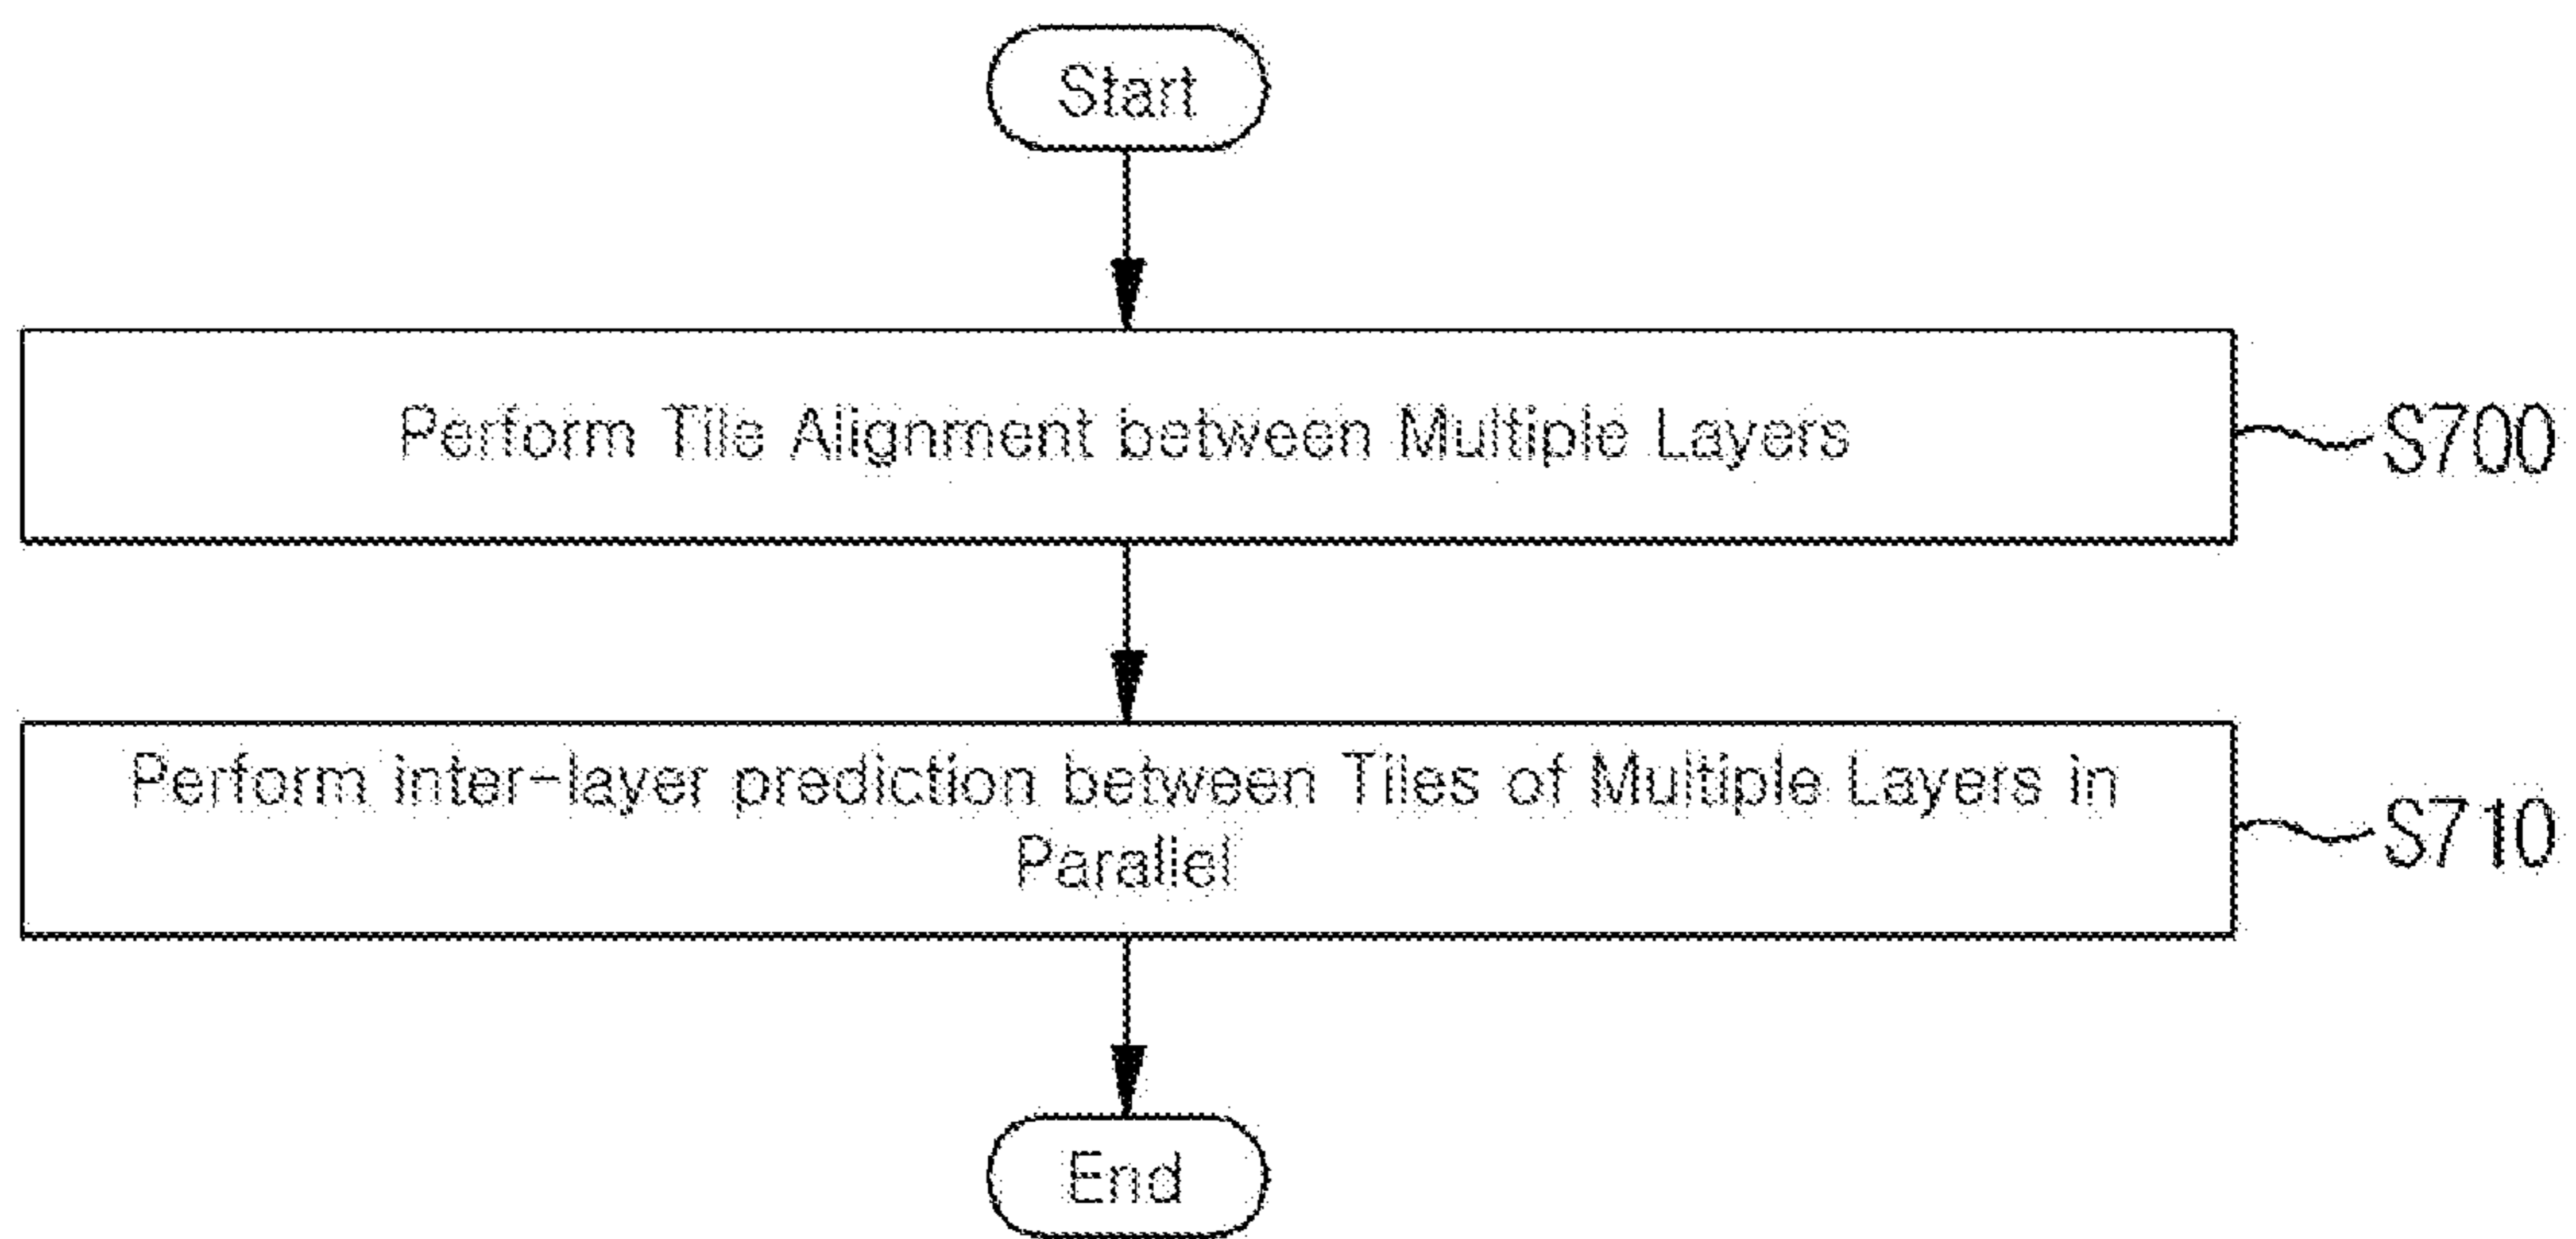 Start
Perform Tile Alignment between Multiple Layers
S700
Perform inter-layer prediction between Tiles of Multiple Layers in
Parallel
S710
End